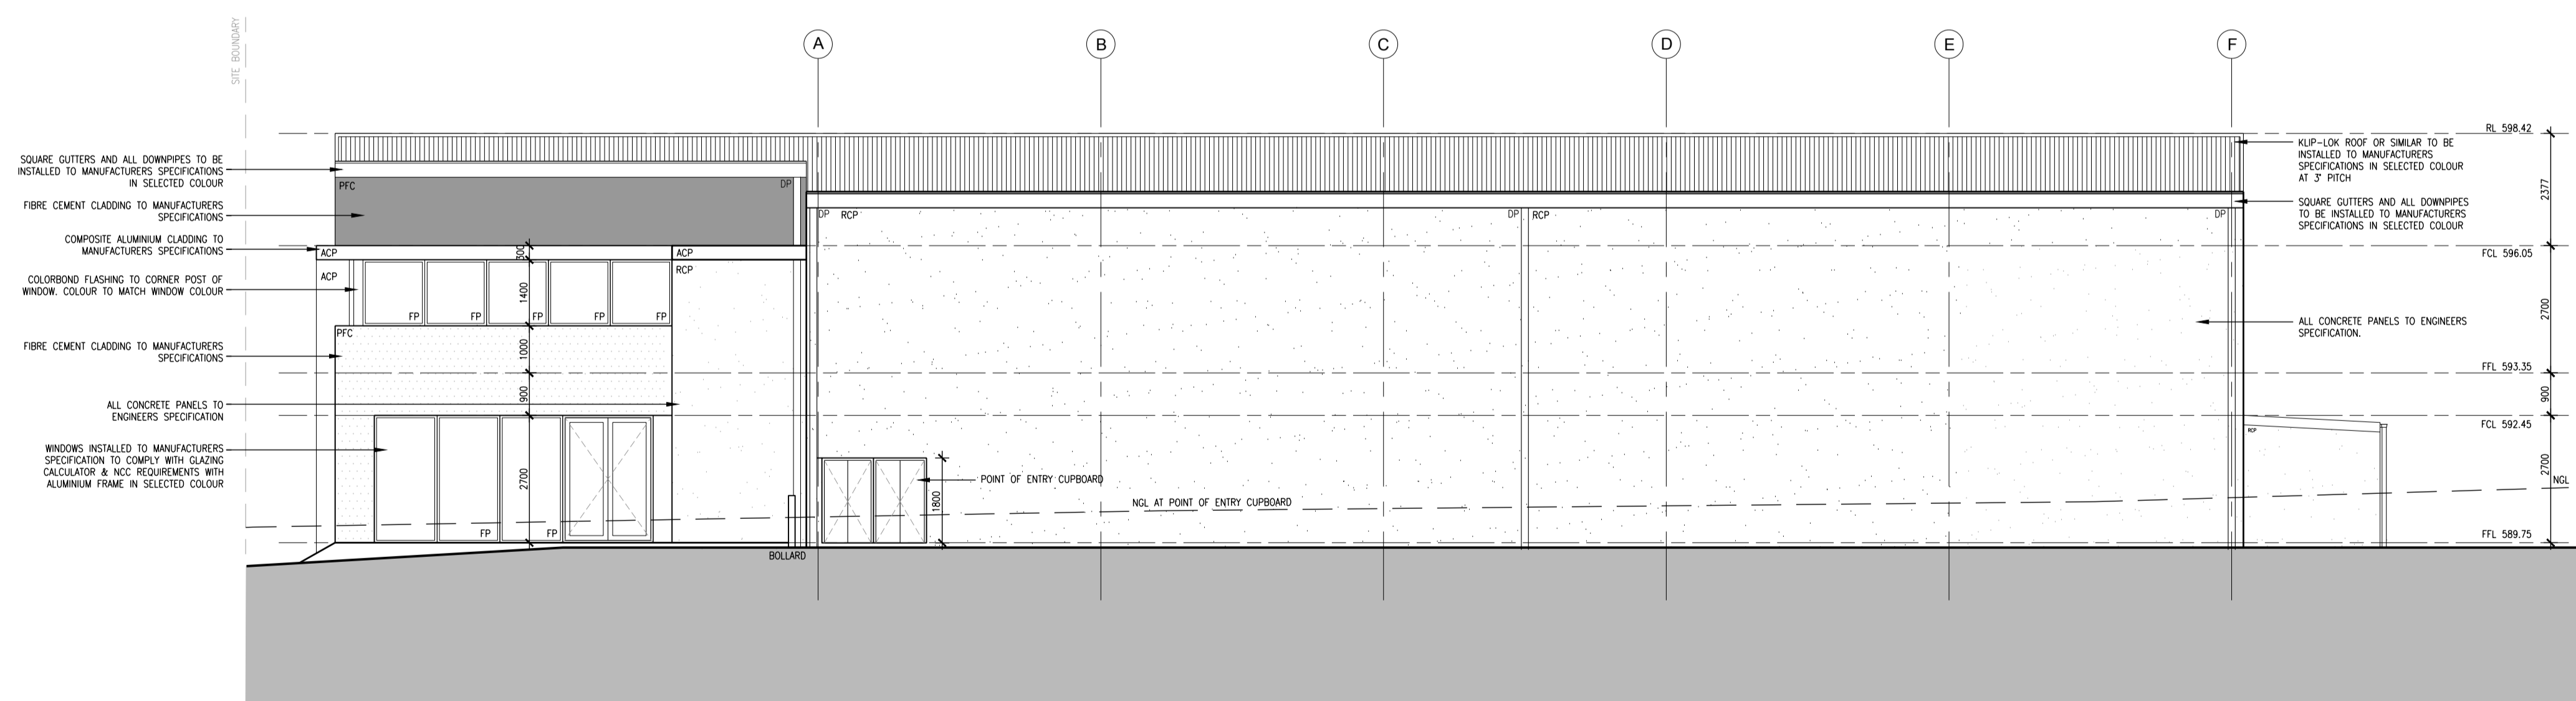 SITE BOUNDARY
A
B
C
D
E
F
SQUARE GUTTERS AND ALL DOWNPIPES TO BE
INSTALLED TO MANUFACTURERS SPECIFICATIONS
IN SELECTED COLOUR
FIBRE CEMENT CLADDING TO MANUFACTURERS
SPECIFICATIONS
COMPOSITE ALUMINIUM CLADDING TO
MANUFACTURERS SPECIFICATIONS
COLORBOND FLASHING TO CORNER POST OF
WINDOW. COLOUR TO MATCH WINDOW COLOUR
FIBRE CEMENT CLADDING TO MANUFACTURERS
SPECIFICATIONS
ALL CONCRETE PANELS TO
ENGINEERS SPECIFICATION
WINDOWS INSTALLED TO MANUFACTURERS
SPECIFICATION TO COMPLY WITH GLAZING
CALCULATOR & NCC REQUIREMENTS WITH
ALUMINIUM FRAME IN SELECTED COLOUR
PFC
DP
ACP
ACP
ACP
RCP
300
1400
FP
FP
FP
FP
FP
PFC
1000
900
2700
FP
FP
BOLLARD
DP
RCP
DP
RCP
DP
POINT OF ENTRY CUPBOARD
1800
NGL AT POINT OF ENTRY CUPBOARD
KLIP-LOK ROOF OR SIMILAR TO BE
INSTALLED TO MANUFACTURERS
SPECIFICATIONS IN SELECTED COLOUR
AT 3° PITCH
SQUARE GUTTERS AND ALL DOWNPIPES
TO BE INSTALLED TO MANUFACTURERS
SPECIFICATIONS IN SELECTED COLOUR
ALL CONCRETE PANELS TO ENGINEERS
SPECIFICATION.
RCP
RL 598.42
2377
FCL 596.05
2700
FFL 593.35
900
FCL 592.45
2700
NGL
FFL 589.75